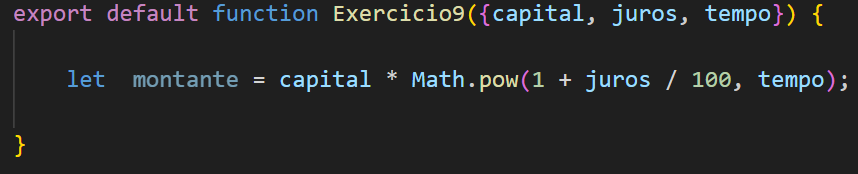 export default function Exercicio9({capital, juros, tempo}) {
let  montante = capital * Math.pow(1 + juros / 100, tempo);
}